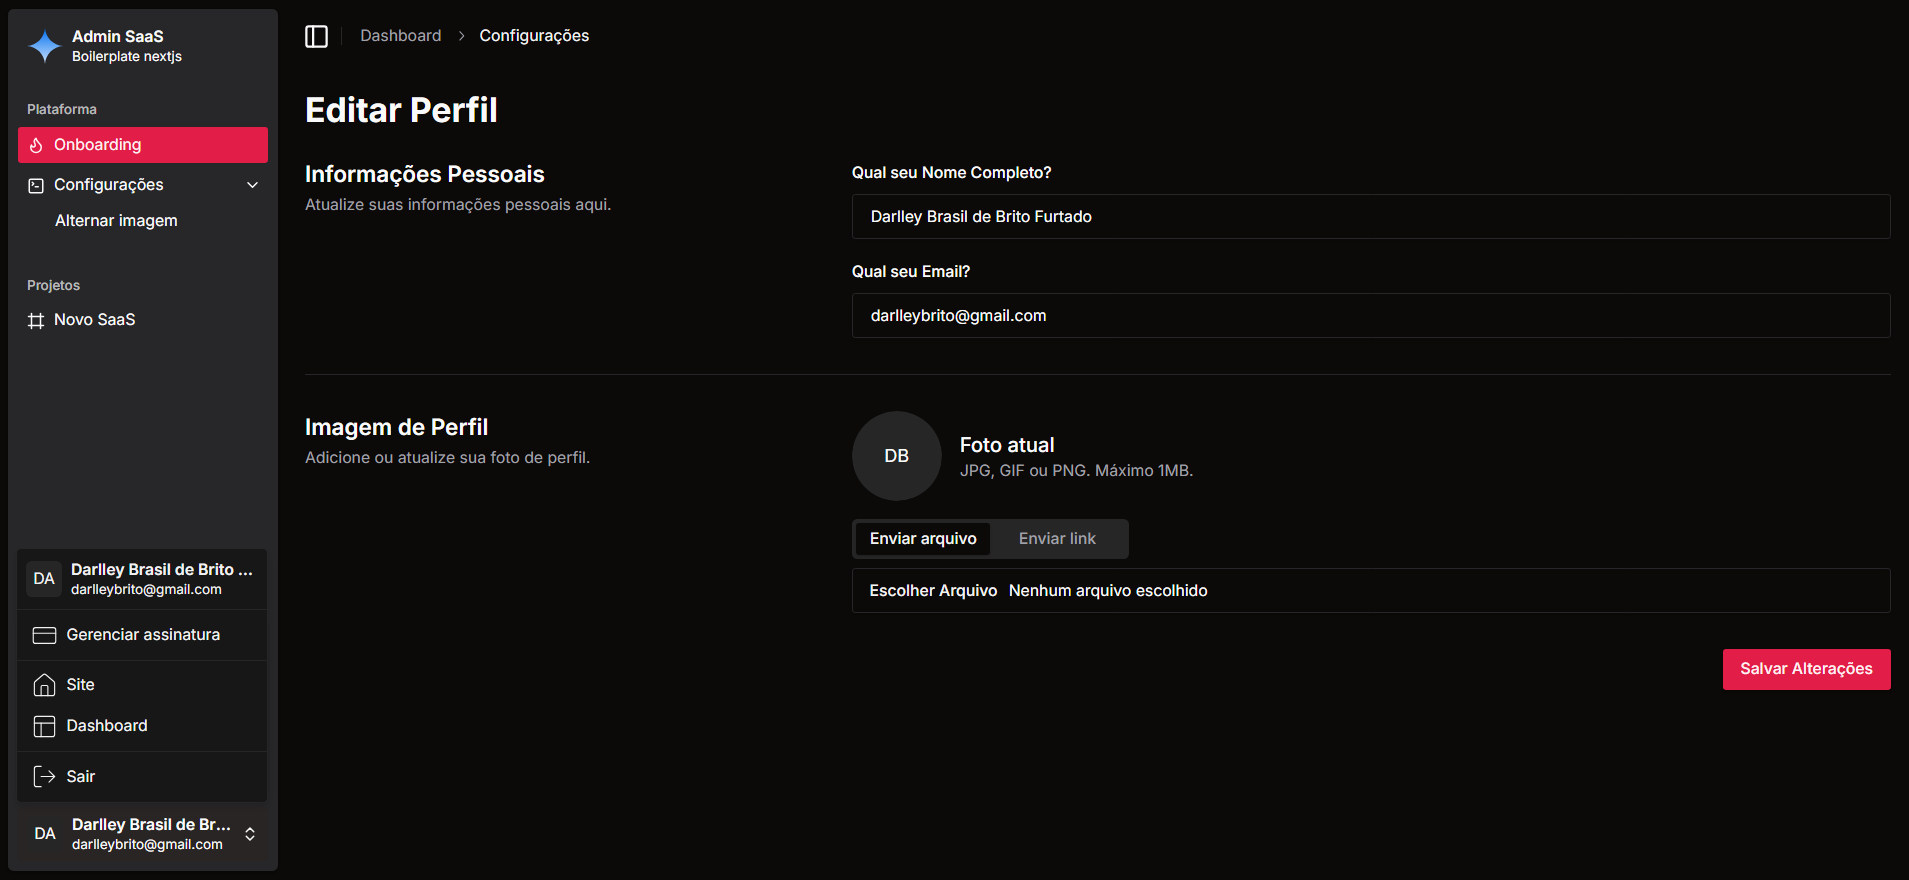 Admin SaaS
Boilerplate nextjs
Plataforma
Onboarding
Configurações
Alternar imagem
Projetos
Novo SaaS
DA
Darlley Brasil de Brito ...
darlleybrito@gmail.com
Gerenciar assinatura
Site
Dashboard
Sair
DA
Darlley Brasil de Br...
darlleybrito@gmail.com
Dashboard > Configurações
Editar Perfil
Informações Pessoais
Atualize suas informações pessoais aqui.
Qual seu Nome Completo?
Darlley Brasil de Brito Furtado
Qual seu Email?
darlleybrito@gmail.com
Imagem de Perfil
Adicione ou atualize sua foto de perfil.
DB
Foto atual
JPG, GIF ou PNG. Máximo 1MB.
Enviar arquivo Enviar link
Escolher Arquivo Nenhum arquivo escolhido
Salvar Alterações